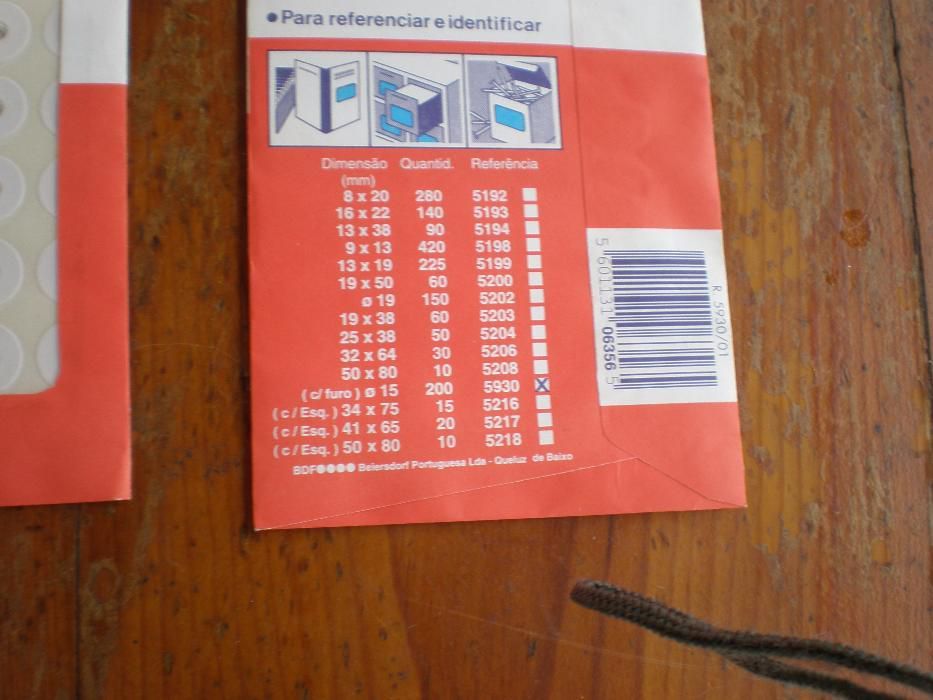 • Para referenciar e identificar
Dimensão Quantid. Referência
(mm)
8 x 20 280 5192
16 x 22 140 5193
13 x 38 90 5194
9 x 13 420 5198
13 x 19 225 5199
19 x 50 60 5200
ø 19 150 5202
19 x 38 60 5203
25 x 38 50 5204
32 x 64 30 5206
50 x 80 10 5208
( c/ furo ) ø 15 200 5930
( c / Esq. ) 34 x 75 15 5216
( c / Esq. ) 41 x 65 20 5217
( c / Esq. ) 50 x 80 10 5218
BDF●●●● Beiersdorf Portuguesa Lda - Queluz de Baixo
R. 5930/01
5 601131 06356 5